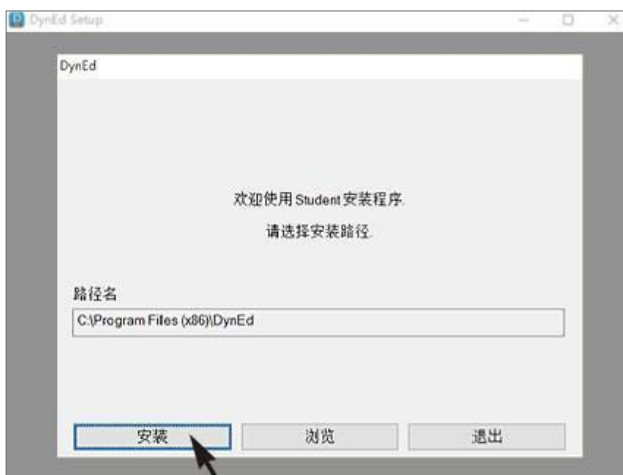 DynEd Setup
DynEd
欢迎使用 Student 安装程序.
请选择安装路径.
路径名
C:\Program Files (x86)\DynEd
安装 浏览 退出